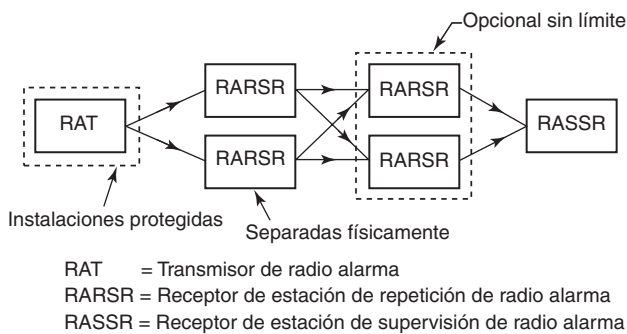 Opcional sin límite
RARSR
RARSR
RAT
RASSR
RARSR
RARSR
Instalaciones protegidas
Separadas físicamente
RAT = Transmisor de radio alarma
RARSR = Receptor de estación de repetición de radio alarma
RASSR = Receptor de estación de supervisión de radio alarma